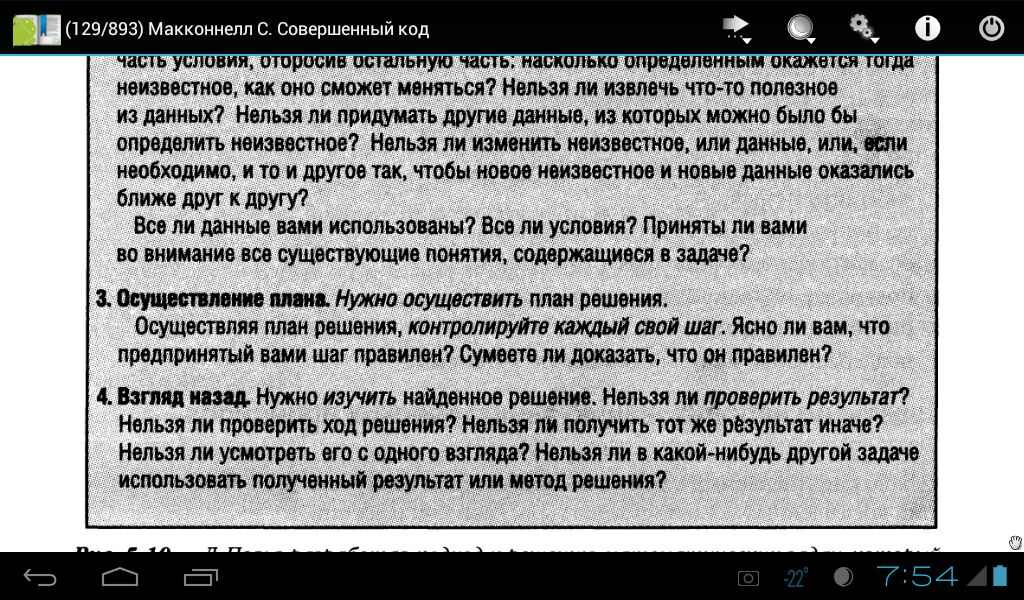 (129/893) Макконнелл С. Совершенный код
часть условия, отбросив остальную часть: насколько определенным окажется тогда
неизвестное, как оно сможет меняться? Нельзя ли извлечь что-то полезное
из данных? Нельзя ли придумать другие данные, из которых можно было бы
определить неизвестное? Нельзя ли изменить неизвестное, или данные, или, если
необходимо, и то и другое так, чтобы новое неизвестное и новые данные оказались
ближе друг к другу?
Все ли данные вами использованы? Все ли условия? Приняты ли вами
во внимание все существующие понятия, содержащиеся в задаче?
3. Осуществление плана. Нужно осуществить план решения.
Осуществляя план решения, контролируйте каждый свой шаг. Ясно ли вам, что
предпринятый вами шаг правилен? Сумеете ли доказать, что он правилен?
4. Взгляд назад. Нужно изучить найденное решение. Нельзя ли проверить результат?
Нельзя ли проверить ход решения? Нельзя ли получить тот же результат иначе?
Нельзя ли усмотреть его с одного взгляда? Нельзя ли в какой-нибудь другой задаче
использовать полученный результат или метод решения?
-22°
7:54